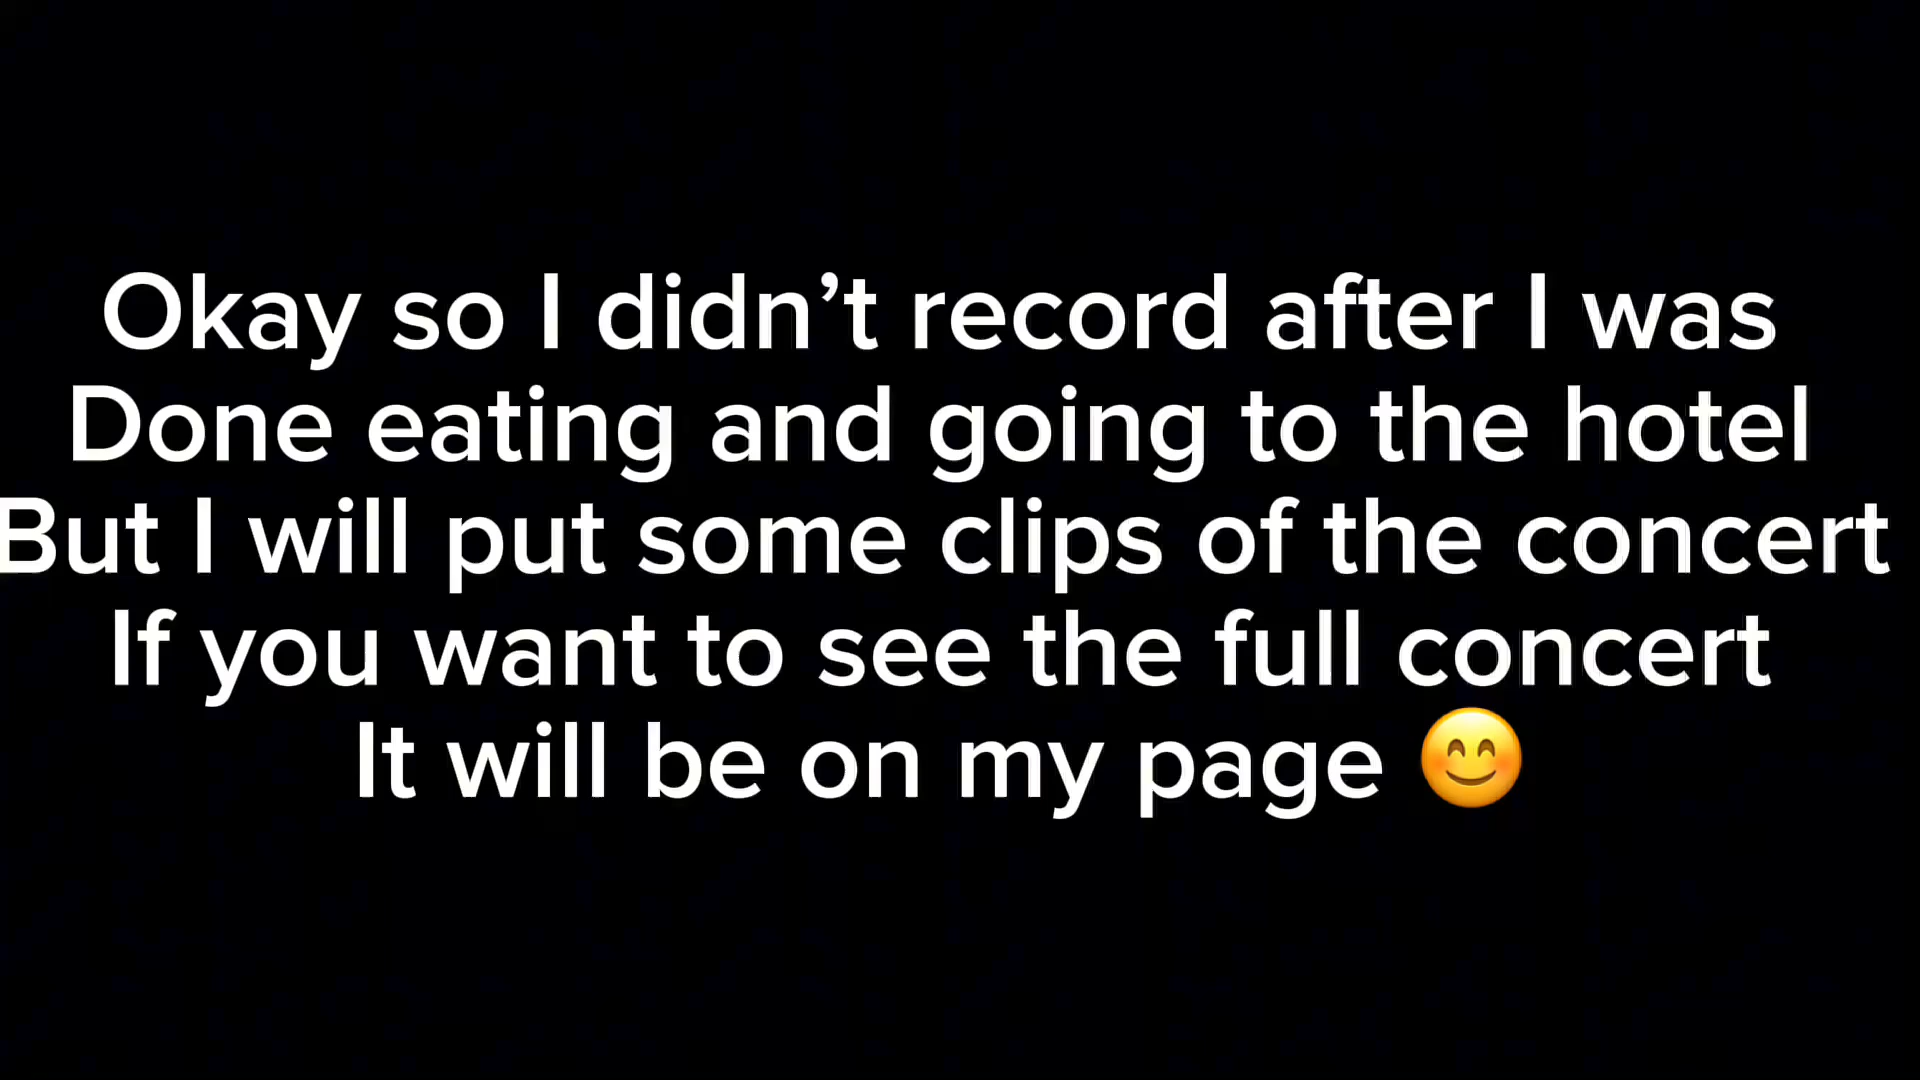 Okay so I didn’t record after I was
Done eating and going to the hotel
But I will put some clips of the concert
If you want to see the full concert
It will be on my page 😊